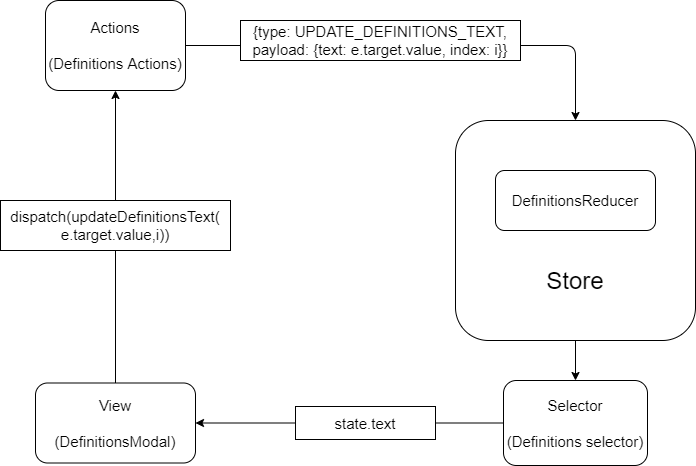 Actions
(Definitions Actions)
{type: UPDATE_DEFINITIONS_TEXT,
payload: {text: e.target.value, index: i}}
dispatch(updateDefinitionsText(
e.target.value,i))
DefinitionsReducer
Store
View
(DefinitionsModal)
state.text
Selector
(Definitions selector)